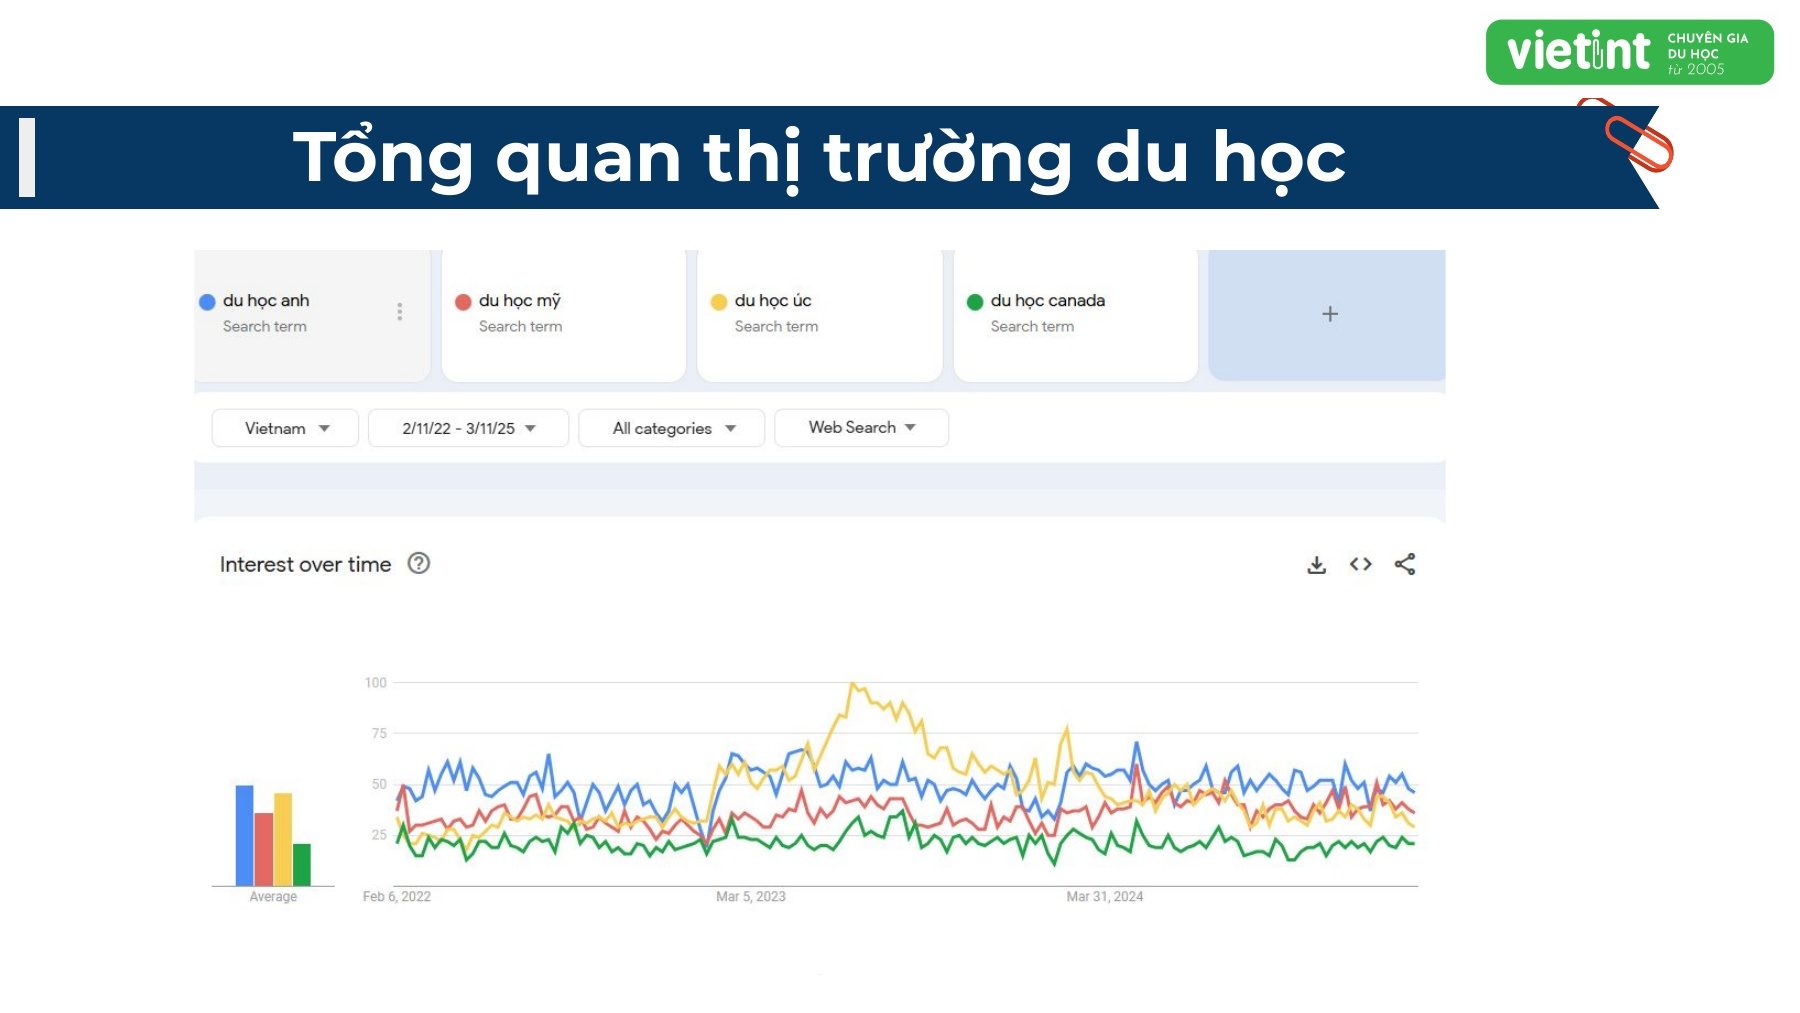 vietint
CHUYÊN GIA
DU HỌC
từ 2005
Tổng quan thị trường du học
du học anh
Search term
du học mỹ
Search term
du học úc
Search term
du học canada
Search term
+
Vietnam
2/11/22 - 3/11/25
All categories
Web Search
Interest over time ?
100
75
50
25
Average
Feb 6, 2022
Mar 5, 2023
Mar 31, 2024